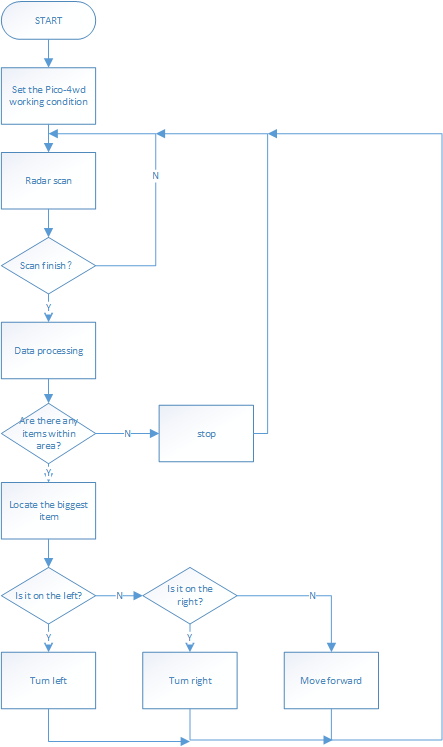 START
Set the Pico-4wd
working condition
N
Radar scan
Scan finish?
Y
Data processing
Are there any
items within
area?
N
stop
Y
Locate the biggest
item
Is it on the left?
N
Is it on the
right?
N
Y
Y
Turn left
Turn right
Move forward